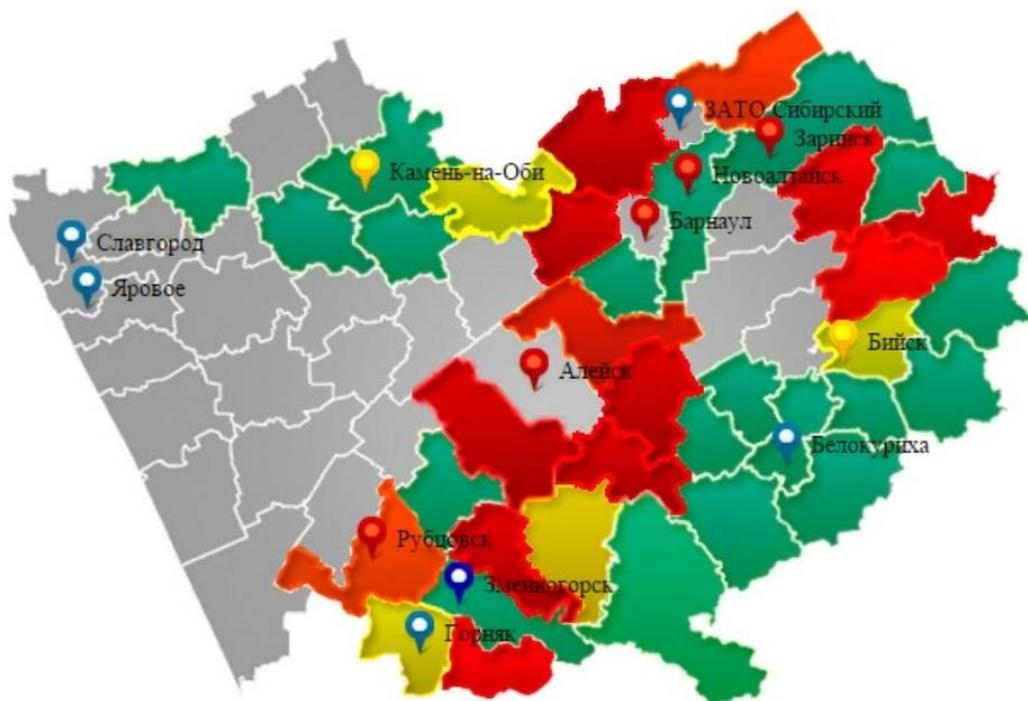 ЗАТО Сибирский
Заринск
Камень-на-Оби
Новоалтайск
Барнаул
Славгород
Яровое
Бийск
Алейск
Белокуриха
Рубцовск
Змеиногорск
Горняк